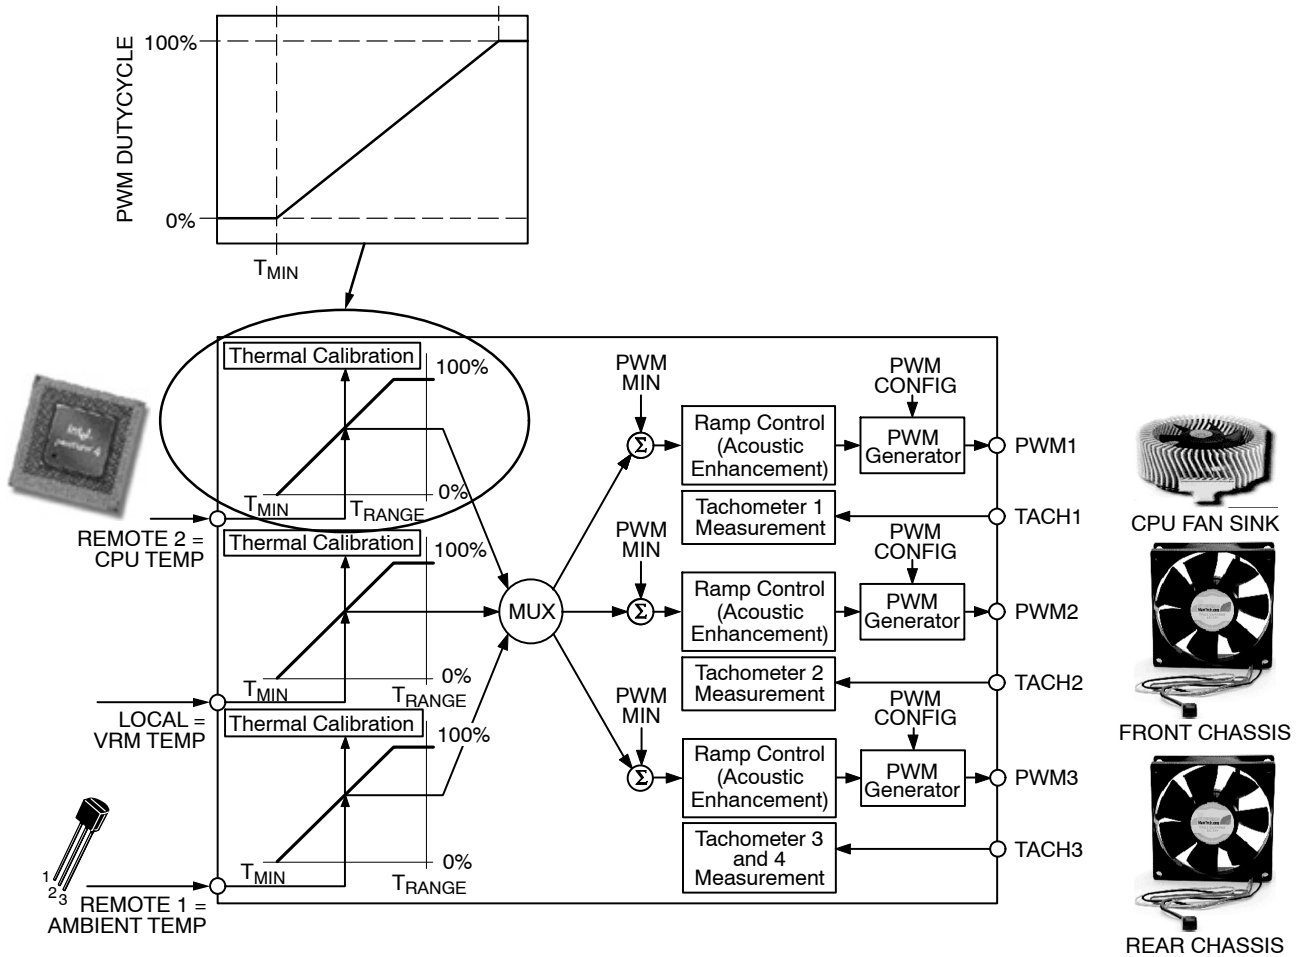 PWM DUTYCYCLE
100%
0%
TMIN
Thermal Calibration
100%
0%
TMIN
TRANGE
REMOTE 2 =
CPU TEMP
Thermal Calibration
100%
0%
TMIN
TRANGE
LOCAL =
VRM TEMP
Thermal Calibration
100%
0%
TMIN
TRANGE
REMOTE 1 =
AMBIENT TEMP
1
2
3
MUX
PWM
MIN
Σ
Ramp Control
(Acoustic
Enhancement)
PWM
CONFIG
PWM
Generator
PWM1
Tachometer 1
Measurement
TACH1
PWM
MIN
Σ
Ramp Control
(Acoustic
Enhancement)
PWM
CONFIG
PWM
Generator
PWM2
Tachometer 2
Measurement
TACH2
PWM
MIN
Σ
Ramp Control
(Acoustic
Enhancement)
PWM
CONFIG
PWM
Generator
PWM3
Tachometer 3
and 4
Measurement
TACH3
intel
pentium 4
CPU FAN SINK
FRONT CHASSIS
REAR CHASSIS